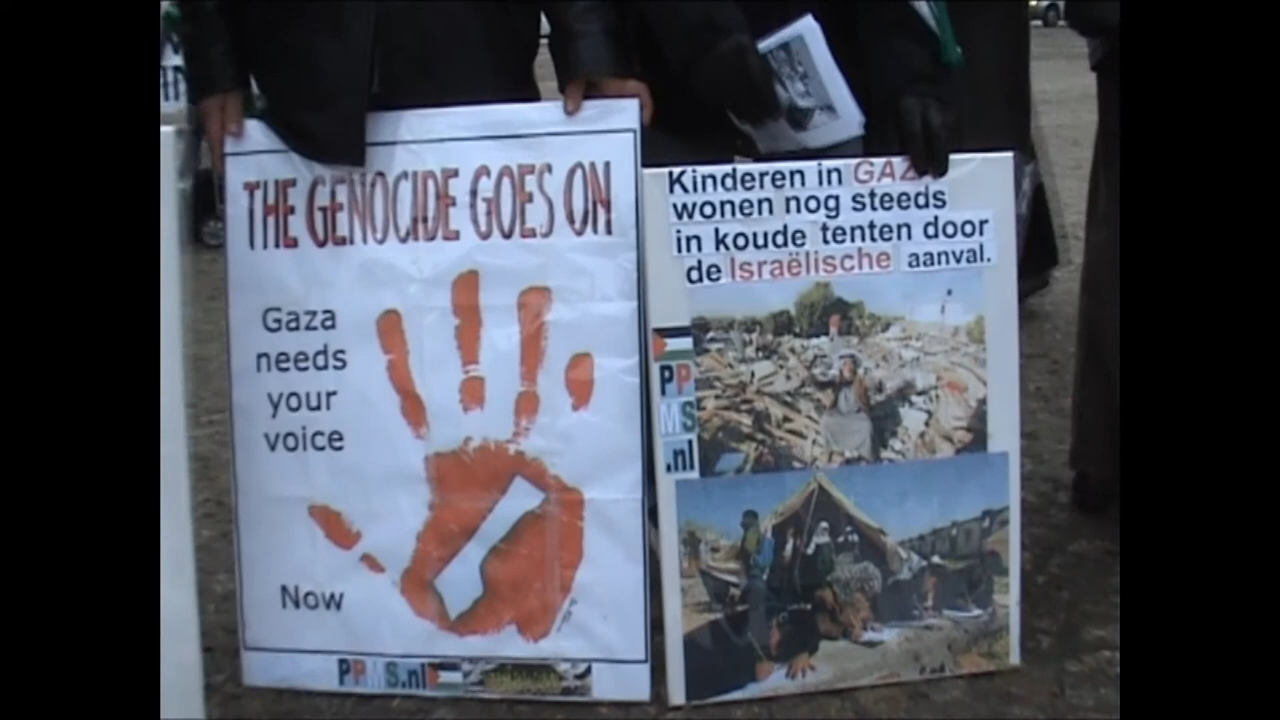 THE GENOCIDE GOES ON
Gaza
needs
your
voice
Now
PPMS.nl
Kinderen in GAZ
wonen nog steeds
in koude tenten door
de Israëlische aanval.
PP
MS
.nl